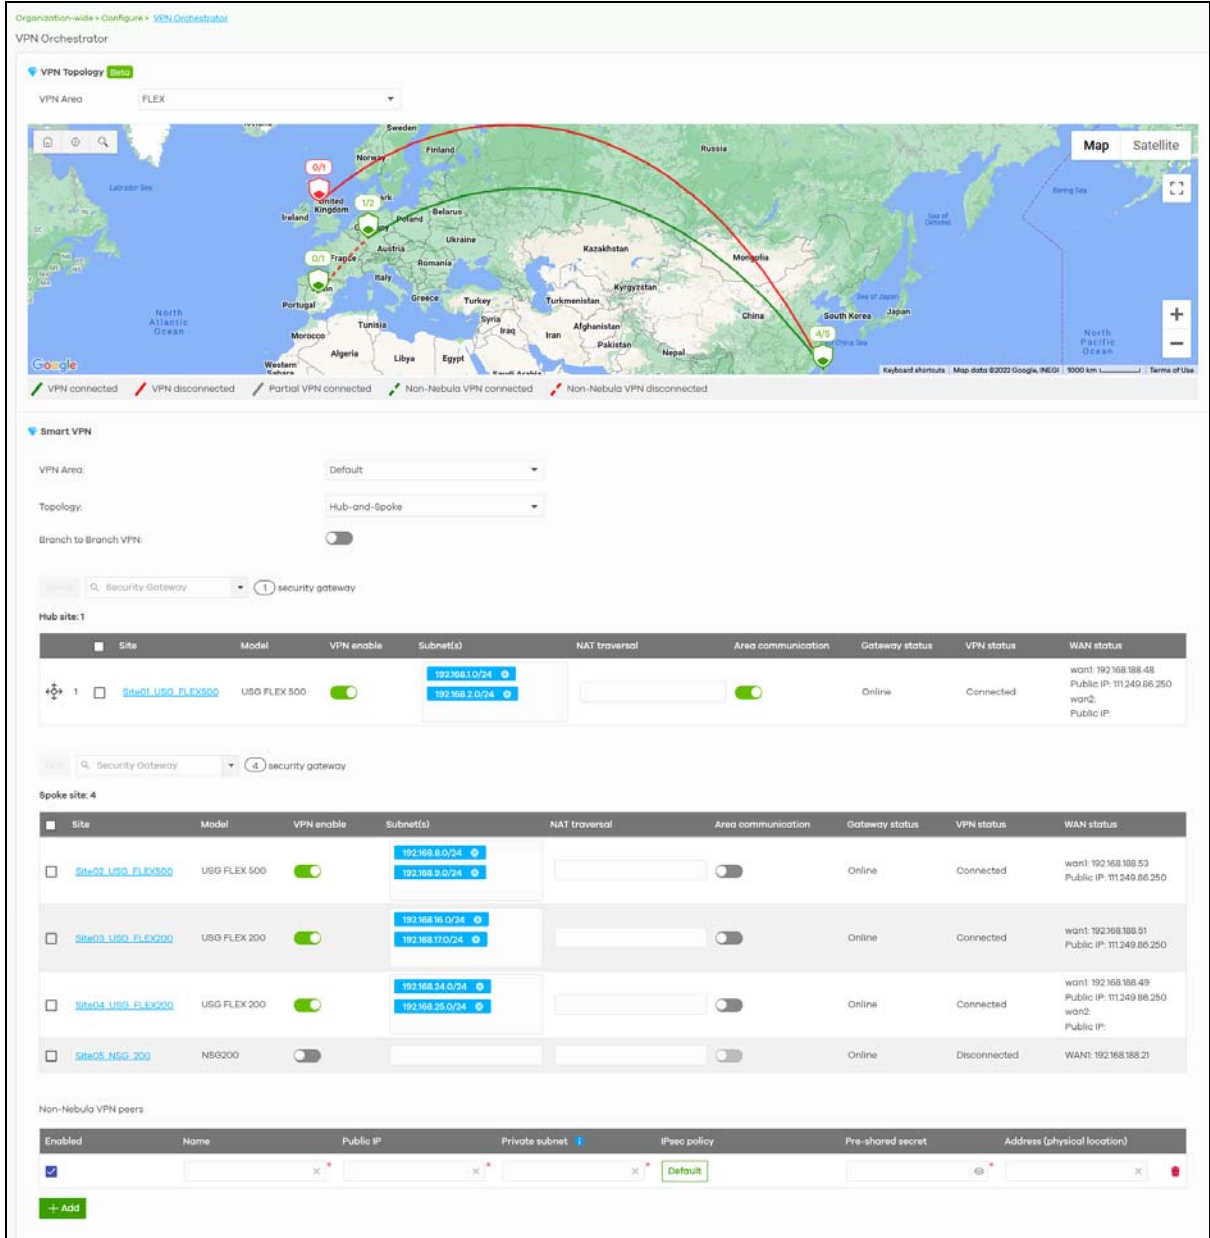 Organization-wide > Configure > VPN Orchestrator
VPN Orchestrator
VPN Topology Beta
VPN Area FLEX
Sweden
Finland
Norway
Russia
Map Satellite
Labrador Sea
Bering Sea
0/1
United
Kingdom
1/2
Ireland
Poland
Belarus
Sea of
Okhotsk
Ukraine
Austria
Kazakhstan
Mongolia
0/1
France
Romania
Italy
Kyrgyzstan
Portugal
Greece
Turkey
Turkmenistan
Sea of Japan
North
Atlantic
Ocean
China
South Korea
Japan
Tunisia
Syria
Iraq
Iran
Afghanistan
Morocco
Pakistan
4/5
China Sea
North
Pacific
Ocean
Algeria
Libya
Egypt
Nepal
Western
Sahara
Saudi Arabia
Google
Keyboard shortcuts Map data ©2022 Google, INEGI 1000 km Terms of Use
VPN connected VPN disconnected Partial VPN connected Non-Nebula VPN connected Non-Nebula VPN disconnected
Smart VPN
VPN Area: Default
Topology: Hub-and-Spoke
Branch to Branch VPN:
Security Gateway 1 security gateway
Hub site: 1
Site Model VPN enable Subnet(s) NAT traversal Area communication Gateway status VPN status WAN status
1 Site01_USG_FLEX500 USG FLEX 500 192.168.1.0/24 192.168.2.0/24 Online Connected wan1: 192.168.188.48
Public IP: 111.249.86.250
wan2:
Public IP:
Security Gateway 4 security gateway
Spoke site: 4
Site Model VPN enable Subnet(s) NAT traversal Area communication Gateway status VPN status WAN status
Site02_USG_FLEX500 USG FLEX 500 192.168.8.0/24 192.168.9.0/24 Online Connected wan1: 192.168.188.53
Public IP: 111.249.86.250
Site03_USG_FLEX200 USG FLEX 200 192.168.16.0/24 192.168.17.0/24 Online Connected wan1: 192.168.188.51
Public IP: 111.249.86.250
Site04_USG_FLEX200 USG FLEX 200 192.168.24.0/24 192.168.25.0/24 Online Connected wan1: 192.168.188.49
Public IP: 111.249.86.250
wan2:
Public IP:
Site05_NSG_200 NSG200 Online Disconnected WAN1: 192.168.188.21
Non-Nebula VPN peers
Enabled Name Public IP Private subnet IPsec policy Pre-shared secret Address (physical location)
Default
+ Add